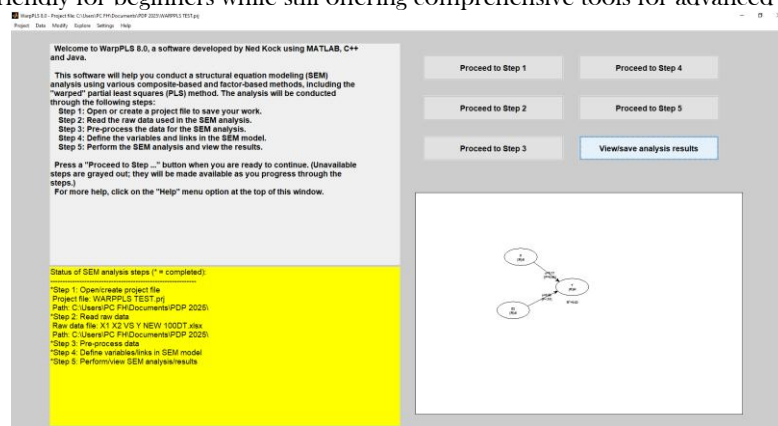 riendly for beginners while still offering comprehensive tools for advanced
WarpPLS 8.0 - Project file: C:\Users\PC FH\Documents\PDP 2025\WARPPLS TEST.prj
Project Data Modify Explore Settings Help
Welcome to WarpPLS 8.0, a software developed by Ned Kock using MATLAB, C++
and Java.
This software will help you conduct a structural equation modeling (SEM)
analysis using various composite-based and factor-based methods, including the
"warped" partial least squares (PLS) method. The analysis will be conducted
through the following steps:
Step 1: Open or create a project file to save your work.
Step 2: Read the raw data used in the SEM analysis.
Step 3: Pre-process the data for the SEM analysis.
Step 4: Define the variables and links in the SEM model.
Step 5: Perform the SEM analysis and view the results.
Press a "Proceed to Step ..." button when you are ready to continue. (Unavailable
steps are grayed out; they will be made available as you progress through the
steps.)
For more help, click on the "Help" menu option at the top of this window.
Proceed to Step 1
Proceed to Step 4
Proceed to Step 2
Proceed to Step 5
Proceed to Step 3
View/save analysis results
Status of SEM analysis steps (* = completed):
*Step 1: Open/create project file
Project file: WARPPLS TEST.prj
Path: C:\Users\PC FH\Documents\PDP 2025\
*Step 2: Read raw data
Raw data file: X1 X2 VS Y NEW 100DT.xlsx
Path: C:\Users\PC FH\Documents\PDP 2025\
*Step 3: Pre-process data
*Step 4: Define variables/links in SEM model
*Step 5: Perform/view SEM analysis/results